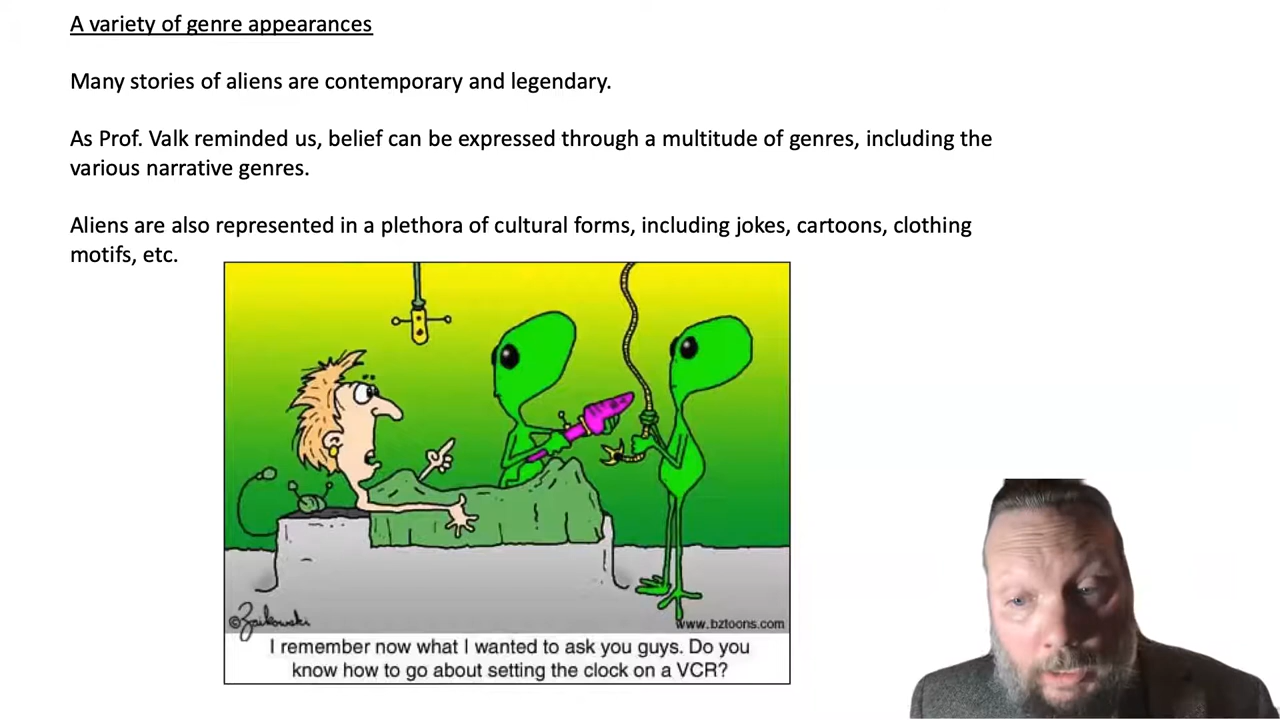 A variety of genre appearances
Many stories of aliens are contemporary and legendary.
As Prof. Valk reminded us, belief can be expressed through a multitude of genres, including the
various narrative genres.
Aliens are also represented in a plethora of cultural forms, including jokes, cartoons, clothing
motifs, etc.
©Zaikowski
www.bztoons.com
I remember now what I wanted to ask you guys. Do you
know how to go about setting the clock on a VCR?